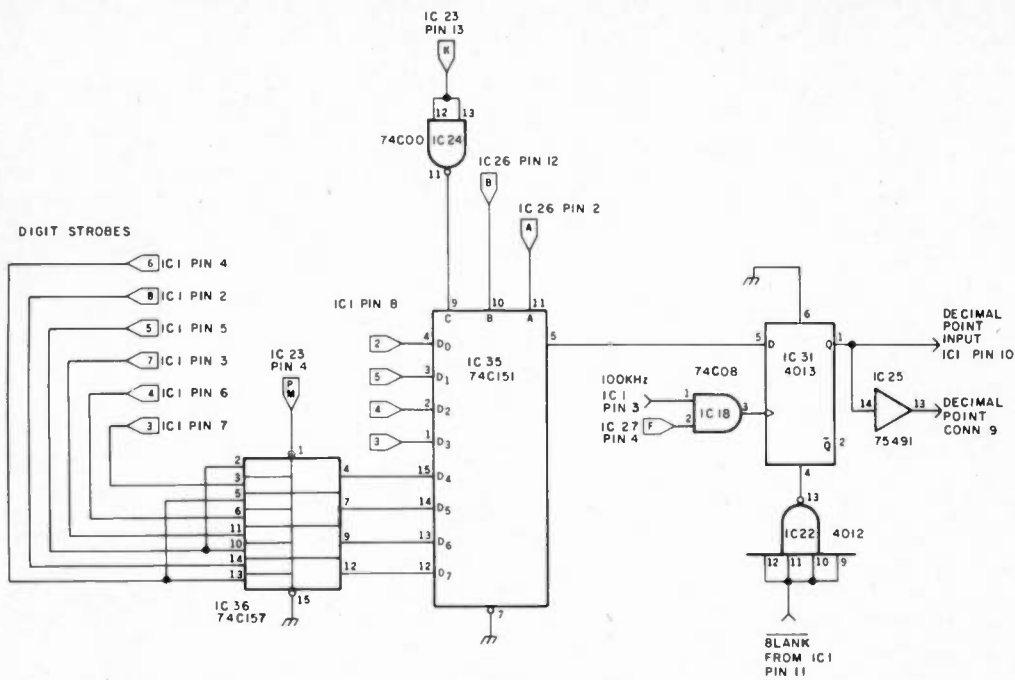 IC 23
PIN 13
K
12 13
74C00
IC24
11
IC26 PIN 12
B
IC26 PIN 2
A
DIGIT STROBES
6 IC1 PIN 4
8 IC1 PIN 2
5 IC1 PIN 5
7 IC1 PIN 3
4 IC1 PIN 6
3 IC1 PIN 7
IC 23
PIN 4
PM
1
2
3
5
6
11
10
14
13
4
7
9
12
15
IC 36
74C157
IC1 PIN 8
2
5
4
3
9 10 11
C B A
4 D0
3 D1
2 D2
1 D3
15 D4
14 D5
13 D6
12 D7
IC 35
74C151
5
7
100KHz
IC1
PIN 3
IC 27
PIN 4
F
74C08
1
2
IC18
3
6
5 D
Q 1
IC 31
4013
Q̅ 2
4
DECIMAL
POINT
INPUT
IC1 PIN 10
IC 25
14 13
75491
DECIMAL
POINT
CONN 9
13
IC22
4012
12 11 10 9
B̅L̅A̅N̅K̅
FROM IC1
PIN 11